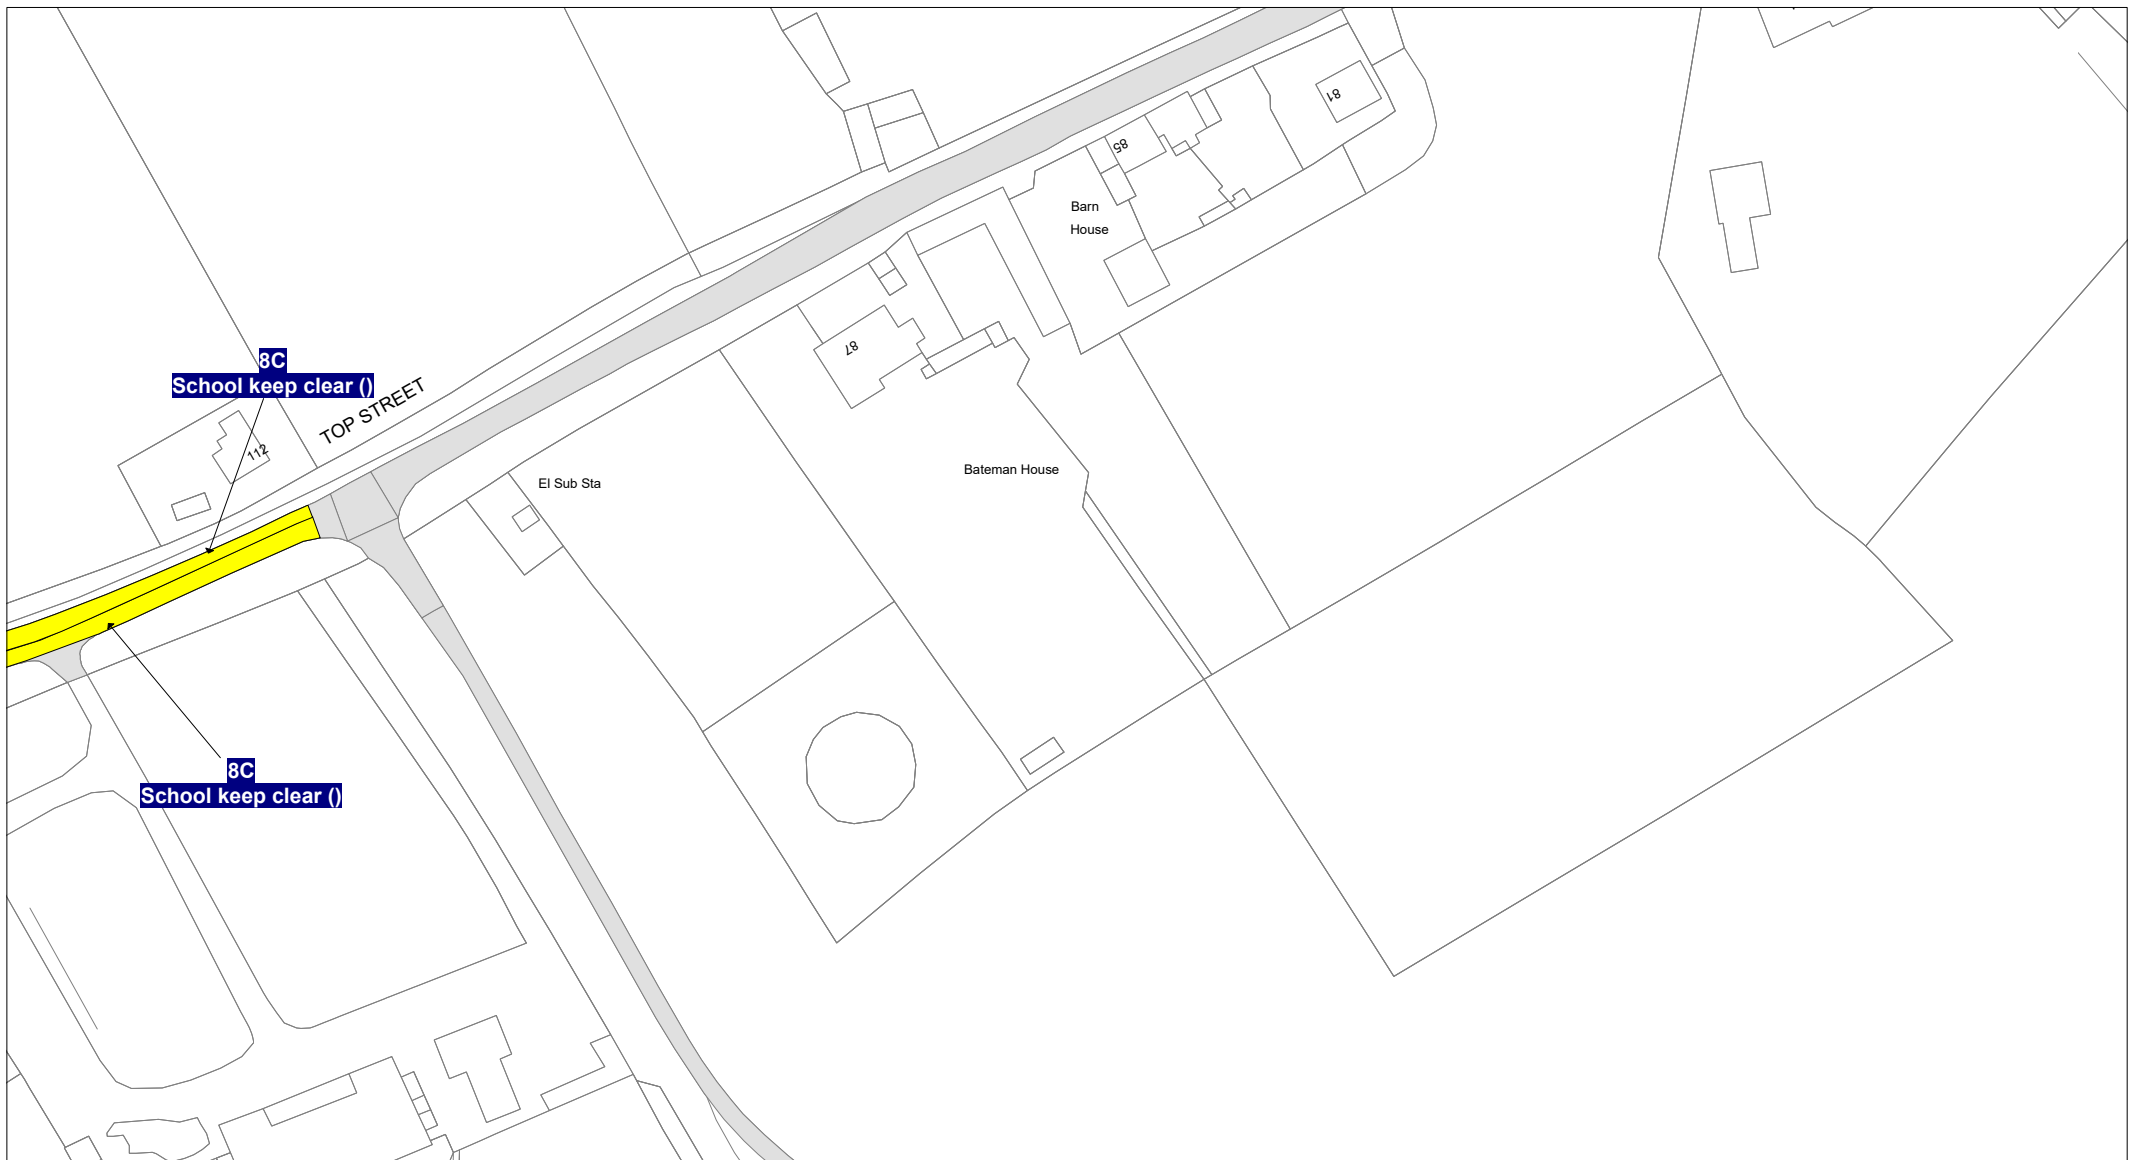 81
85
Barn
House
87
8C
School keep clear ()
TOP STREET
112
El Sub Sta
Bateman House
8C
School keep clear ()